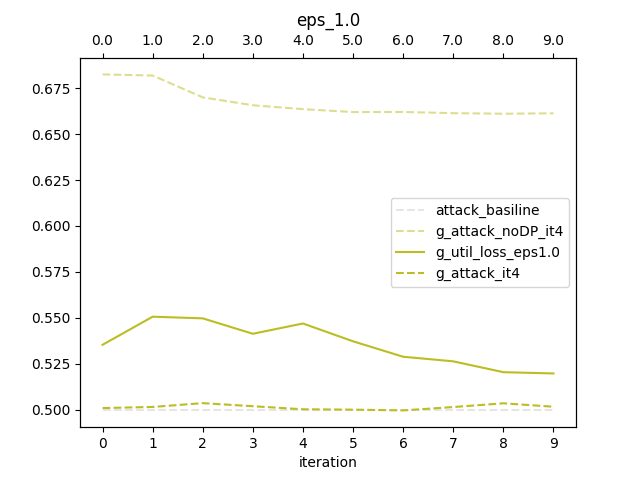 eps_1.0
0.0 1.0 2.0 3.0 4.0 5.0 6.0 7.0 8.0 9.0
0.675
0.650
0.625
0.600
0.575
0.550
0.525
0.500
attack_basiline
g_attack_noDP_it4
g_util_loss_eps1.0
g_attack_it4
0 1 2 3 4 5 6 7 8 9
iteration